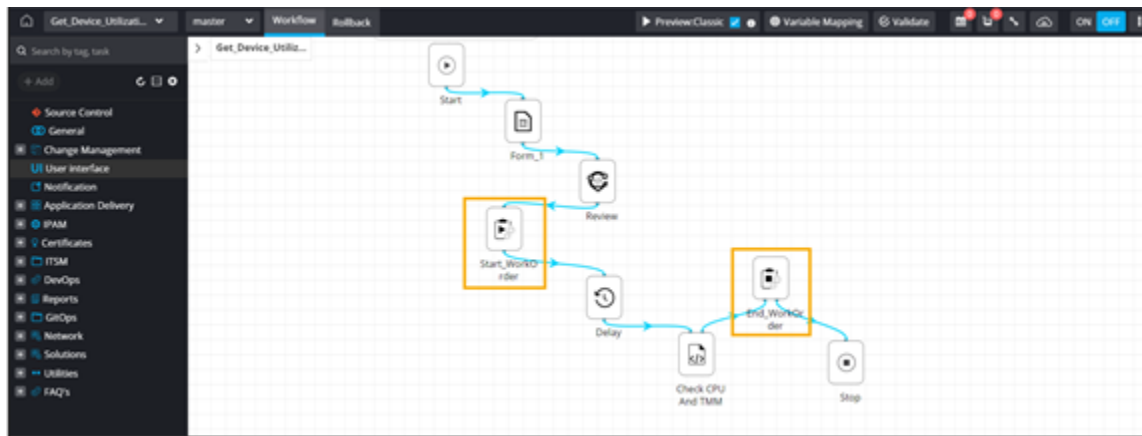 Get_Device_Utilizati...
master
Workflow
Rollback
Preview:Classic
Variable Mapping
Validate
ON OFF
Search by tag, task
+ Add
Source Control
General
Change Management
UI User interface
Notification
Application Delivery
IPAM
Certificates
ITSM
DevOps
Reports
GitOps
Network
Solutions
Utilities
FAQ's
Get_Device_Utiliz...
Start
Form_1
Review
Start_WorkO
rder
Delay
End_WorkOr
der
Check CPU
And TMM
Stop